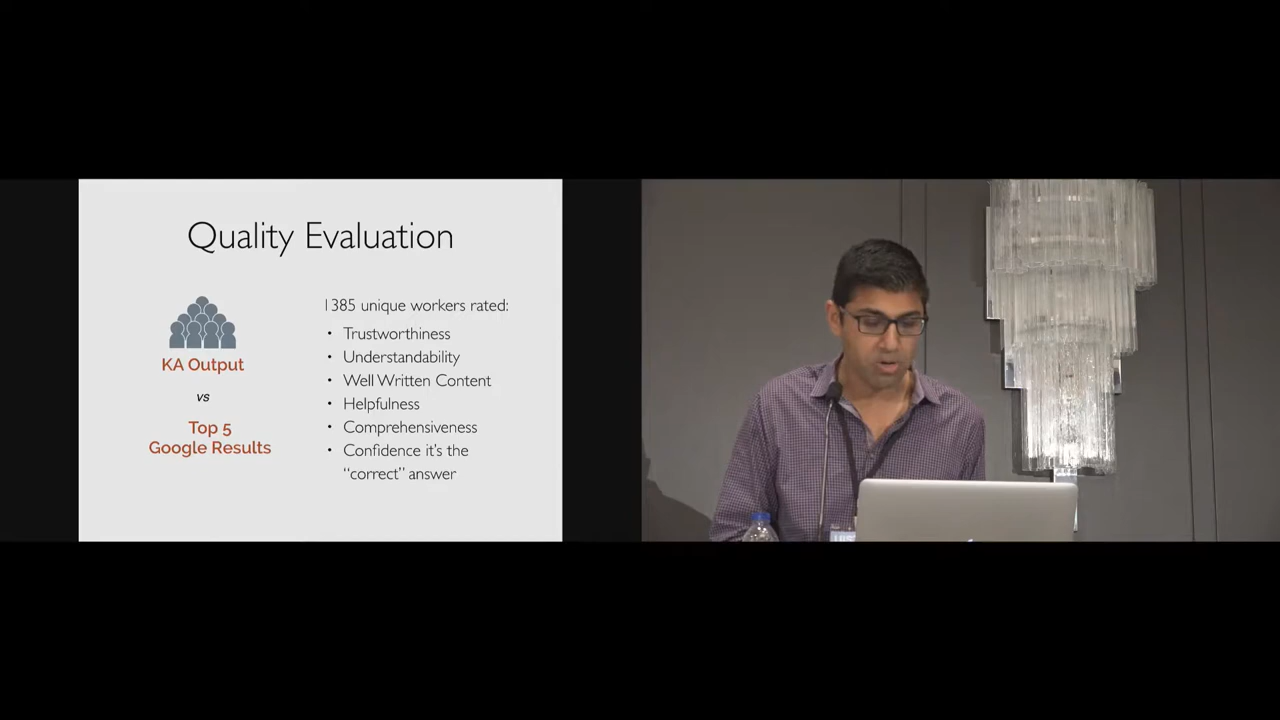 Quality Evaluation
KA Output
vs
Top 5
Google Results
1385 unique workers rated:
• Trustworthiness
• Understandability
• Well Written Content
• Helpfulness
• Comprehensiveness
• Confidence it's the
“correct” answer